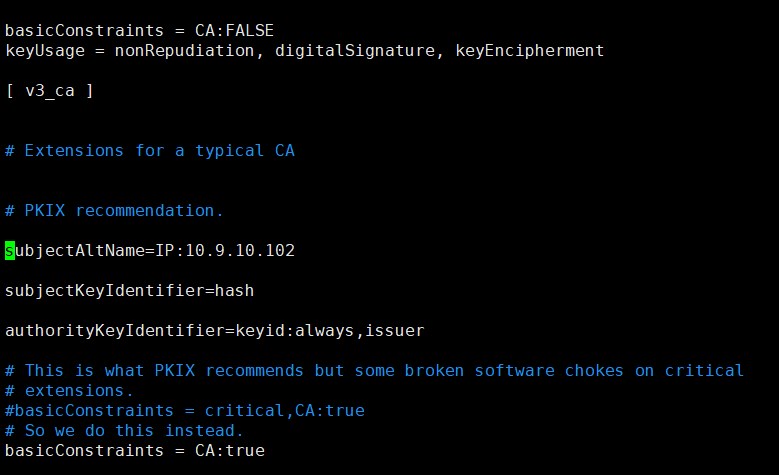 basicConstraints = CA:FALSE
keyUsage = nonRepudiation, digitalSignature, keyEncipherment
[ v3_ca ]
# Extensions for a typical CA
# PKIX recommendation.
subjectAltName=IP:10.9.10.102
subjectKeyIdentifier=hash
authorityKeyIdentifier=keyid:always,issuer
# This is what PKIX recommends but some broken software chokes on critical
# extensions.
#basicConstraints = critical,CA:true
# So we do this instead.
basicConstraints = CA:true